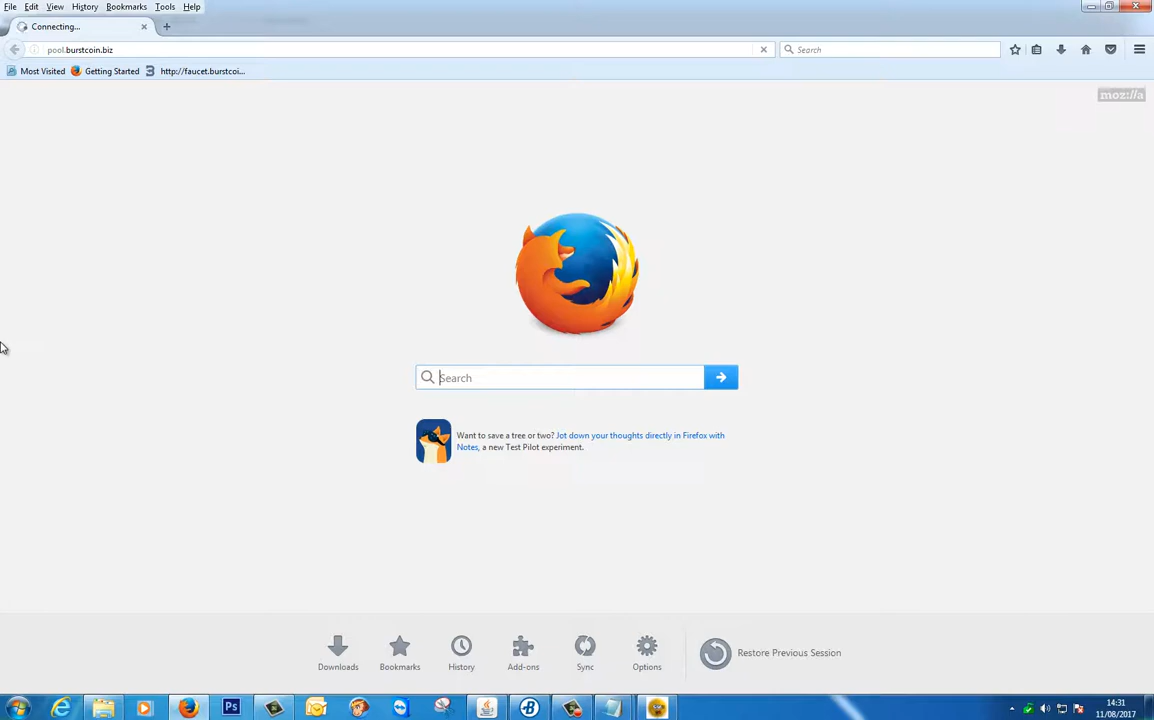 File Edit View History Bookmarks Tools Help
Connecting...
pool.burstcoin.biz
Search
Most Visited Getting Started http://faucet.burstcoi...
moz://a
Search
Want to save a tree or two? Jot down your thoughts directly in Firefox with
Notes, a new Test Pilot experiment.
Downloads Bookmarks History Add-ons Sync Options Restore Previous Session
Ps
14:31
11/08/2017